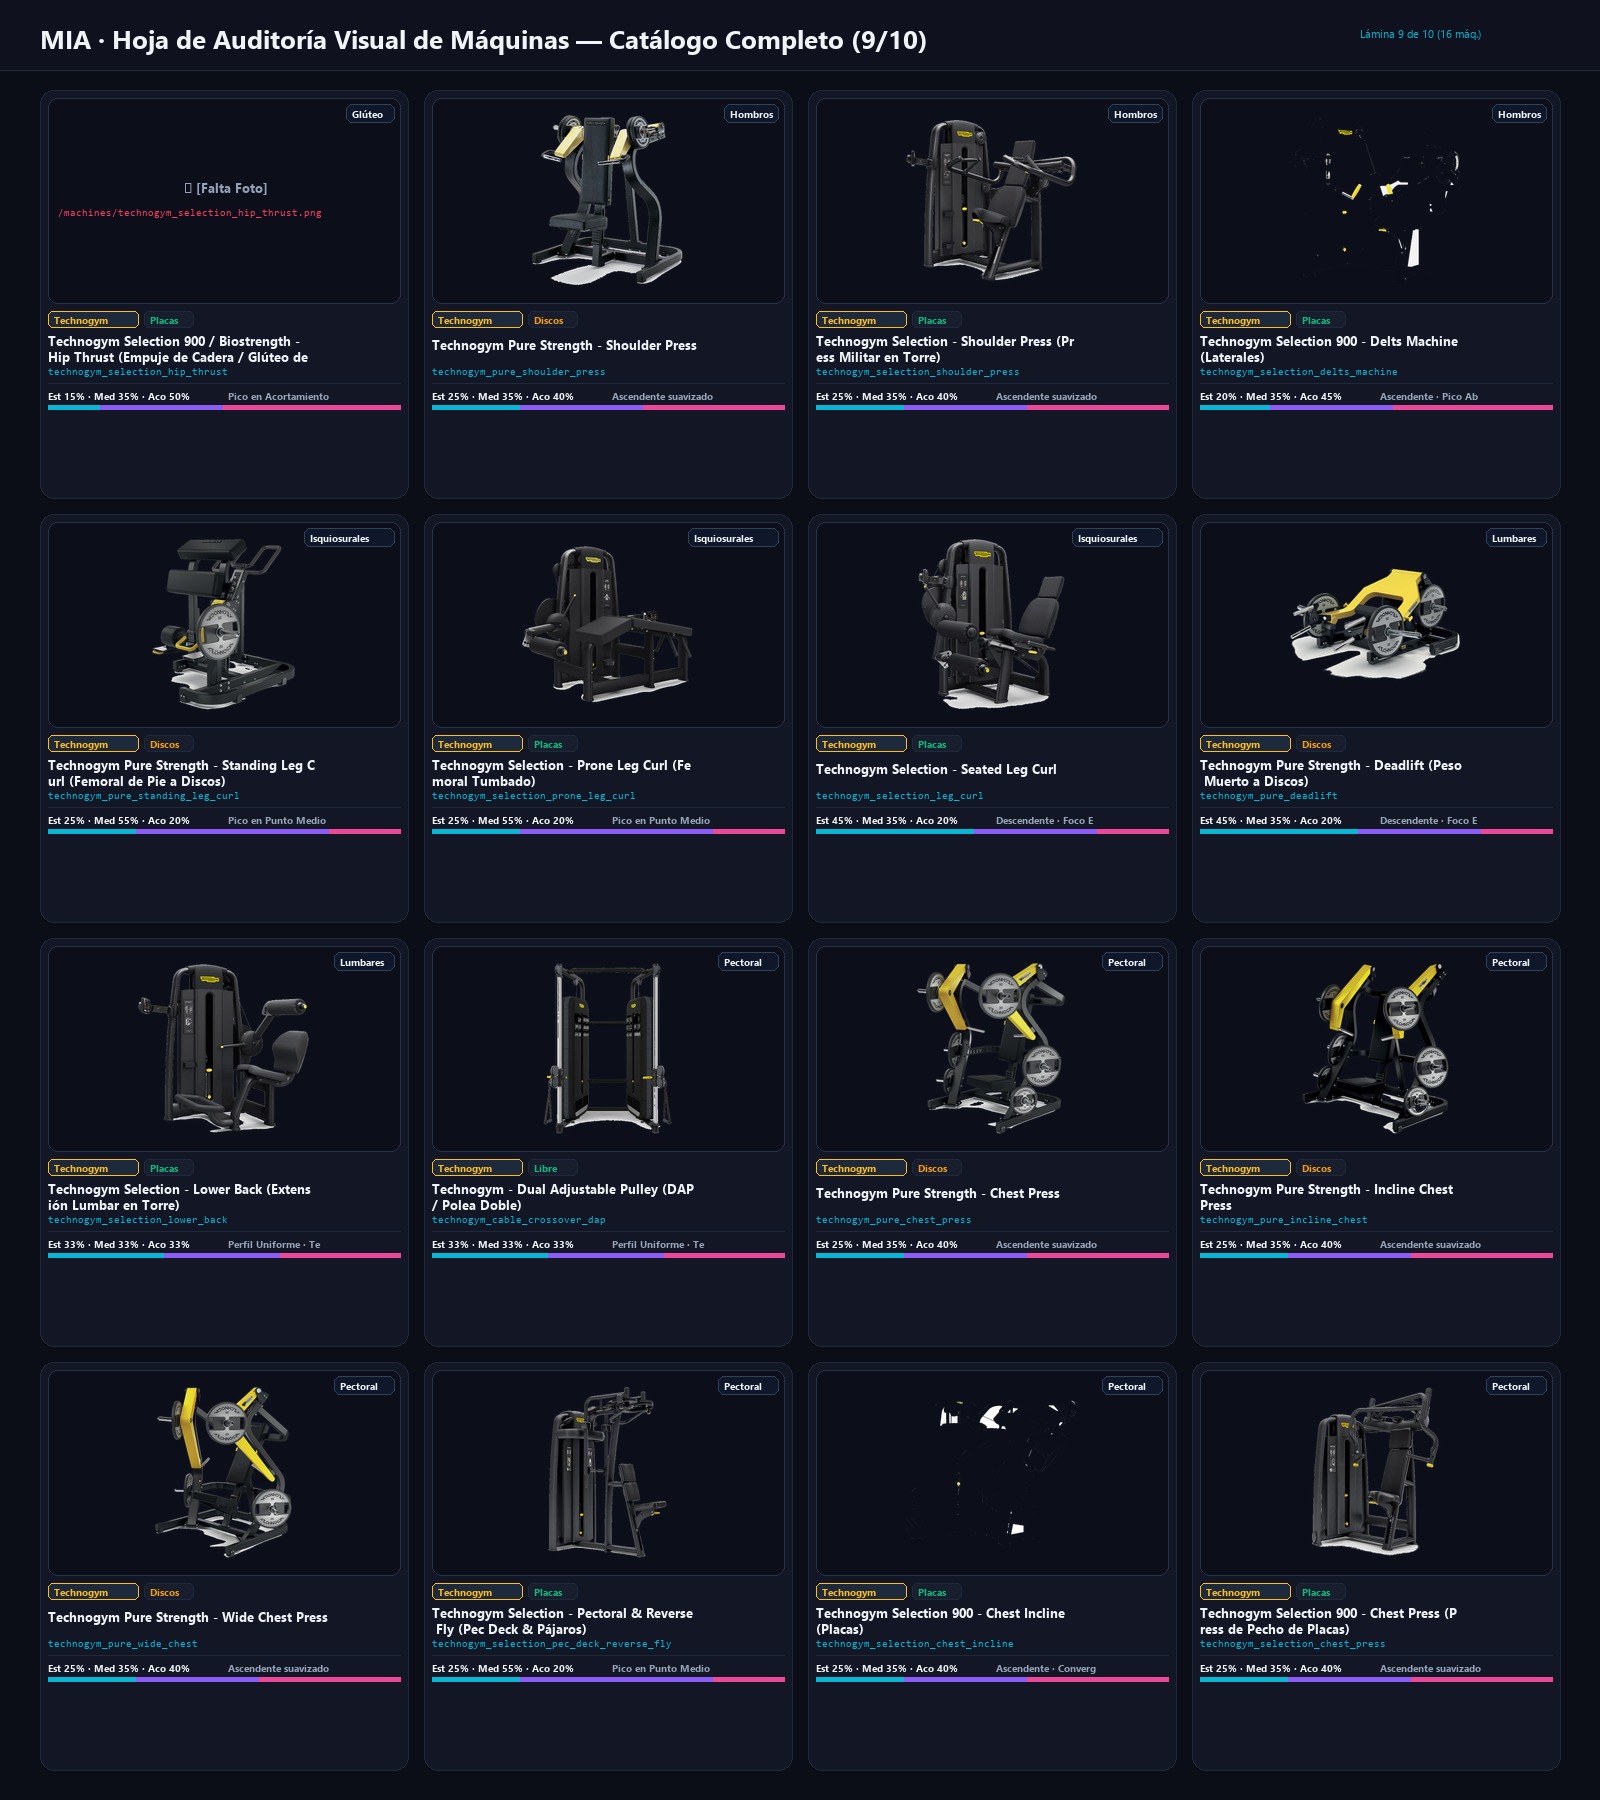 MIA · Hoja de Auditoría Visual de Máquinas — Catálogo Completo (9/10)
Lámina 9 de 10 (16 máq.)
Glúteo
[Falta Foto]
/machines/technogym_selection_hip_thrust.png
Technogym
Placas
Technogym Selection 900 / Biostrength -
Hip Thrust (Empuje de Cadera / Glúteo de
technogym_selection_hip_thrust
Est 15% · Med 35% · Aco 50%
Pico en Acortamiento
Hombros
Technogym
Discos
Technogym Pure Strength - Shoulder Press
technogym_pure_shoulder_press
Est 25% · Med 35% · Aco 40%
Ascendente suavizado
Hombros
Technogym
Placas
Technogym Selection - Shoulder Press (Pr
ess Militar en Torre)
technogym_selection_shoulder_press
Est 25% · Med 35% · Aco 40%
Ascendente suavizado
Hombros
Technogym
Placas
Technogym Selection 900 - Delts Machine
(Laterales)
technogym_selection_delts_machine
Est 20% · Med 35% · Aco 45%
Ascendente · Pico Ab
Isquiosurales
Technogym
Discos
Technogym Pure Strength - Standing Leg C
url (Femoral de Pie a Discos)
technogym_pure_standing_leg_curl
Est 25% · Med 55% · Aco 20%
Pico en Punto Medio
Isquiosurales
Technogym
Placas
Technogym Selection - Prone Leg Curl (Fe
moral Tumbado)
technogym_selection_prone_leg_curl
Est 25% · Med 55% · Aco 20%
Pico en Punto Medio
Isquiosurales
Technogym
Placas
Technogym Selection - Seated Leg Curl
technogym_selection_leg_curl
Est 45% · Med 35% · Aco 20%
Descendente · Foco E
Lumbares
Technogym
Discos
Technogym Pure Strength - Deadlift (Peso
Muerto a Discos)
technogym_pure_deadlift
Est 45% · Med 35% · Aco 20%
Descendente · Foco E
Lumbares
Technogym
Placas
Technogym Selection - Lower Back (Extens
ión Lumbar en Torre)
technogym_selection_lower_back
Est 33% · Med 33% · Aco 33%
Perfil Uniforme · Te
Pectoral
Technogym
Libre
Technogym - Dual Adjustable Pulley (DAP
/ Polea Doble)
technogym_cable_crossover_dap
Est 33% · Med 33% · Aco 33%
Perfil Uniforme · Te
Pectoral
Technogym
Discos
Technogym Pure Strength - Chest Press
technogym_pure_chest_press
Est 25% · Med 35% · Aco 40%
Ascendente suavizado
Pectoral
Technogym
Discos
Technogym Pure Strength - Incline Chest
Press
technogym_pure_incline_chest
Est 25% · Med 35% · Aco 40%
Ascendente suavizado
Pectoral
Technogym
Discos
Technogym Pure Strength - Wide Chest Press
technogym_pure_wide_chest
Est 25% · Med 35% · Aco 40%
Ascendente suavizado
Pectoral
Technogym
Placas
Technogym Selection - Pectoral & Reverse
Fly (Pec Deck & Pájaros)
technogym_selection_pec_deck_reverse_fly
Est 25% · Med 55% · Aco 20%
Pico en Punto Medio
Pectoral
Technogym
Placas
Technogym Selection 900 - Chest Incline
(Placas)
technogym_selection_chest_incline
Est 25% · Med 35% · Aco 40%
Ascendente · Converg
Pectoral
Technogym
Placas
Technogym Selection 900 - Chest Press (P
ress de Pecho de Placas)
technogym_selection_chest_press
Est 25% · Med 35% · Aco 40%
Ascendente suavizado